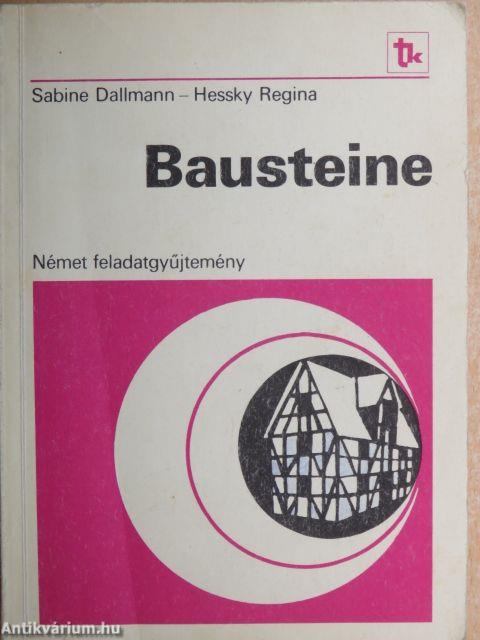 tk
Sabine Dallmann – Hessky Regina
Bausteine
Német feladatgyűjtemény
Antikvárium.hu